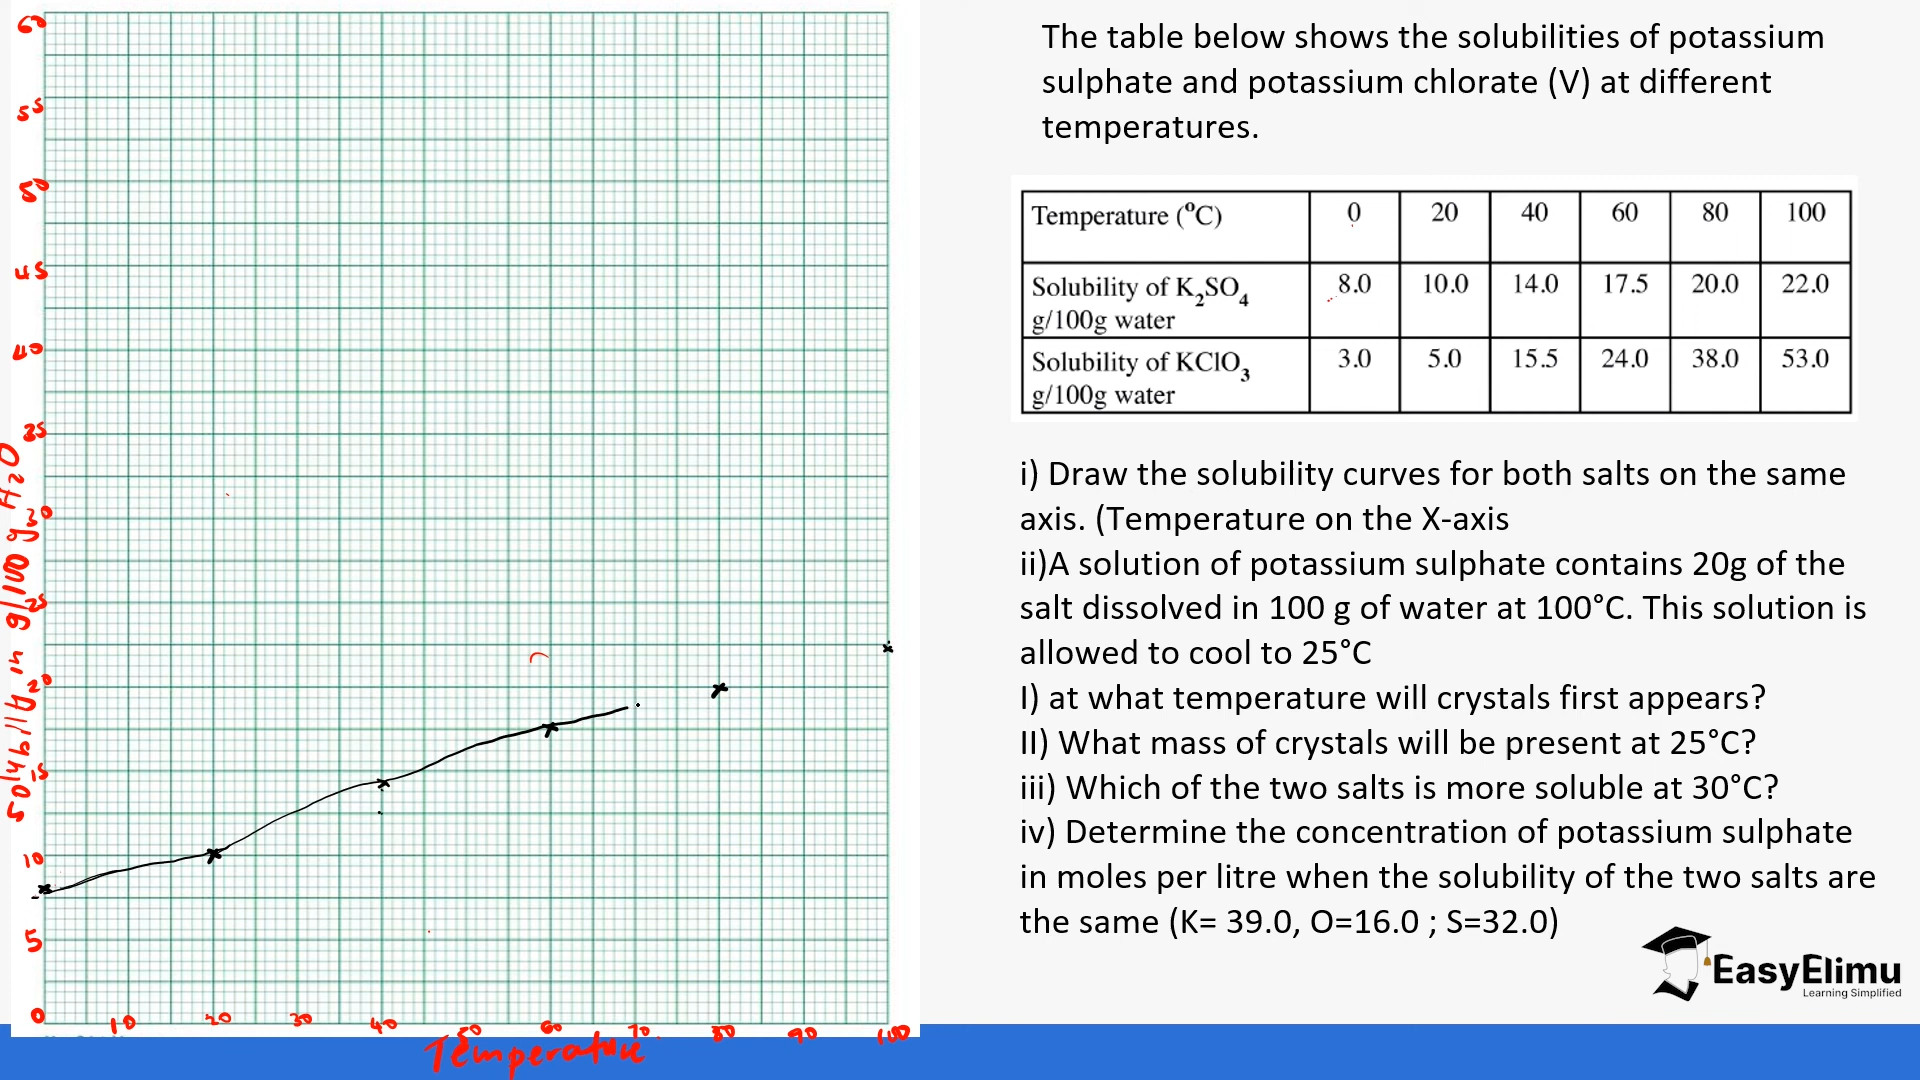 60
55
50
45
40
35
30
25
20
15
10
5
0
Solubility in g/100g H2O
10 20 30 40 50 60 70 80 90 100
Temperature
The table below shows the solubilities of potassium
sulphate and potassium chlorate (V) at different
temperatures.
Temperature (⁰C) 0 20 40 60 80 100
Solubility of K₂SO₄ 8.0 10.0 14.0 17.5 20.0 22.0
g/100g water
Solubility of KClO₃ 3.0 5.0 15.5 24.0 38.0 53.0
g/100g water
i) Draw the solubility curves for both salts on the same
axis. (Temperature on the X-axis
ii)A solution of potassium sulphate contains 20g of the
salt dissolved in 100 g of water at 100°C. This solution is
allowed to cool to 25°C
I) at what temperature will crystals first appears?
II) What mass of crystals will be present at 25°C?
iii) Which of the two salts is more soluble at 30°C?
iv) Determine the concentration of potassium sulphate
in moles per litre when the solubility of the two salts are
the same (K= 39.0, O=16.0 ; S=32.0)
EasyElimu
Learning Simplified